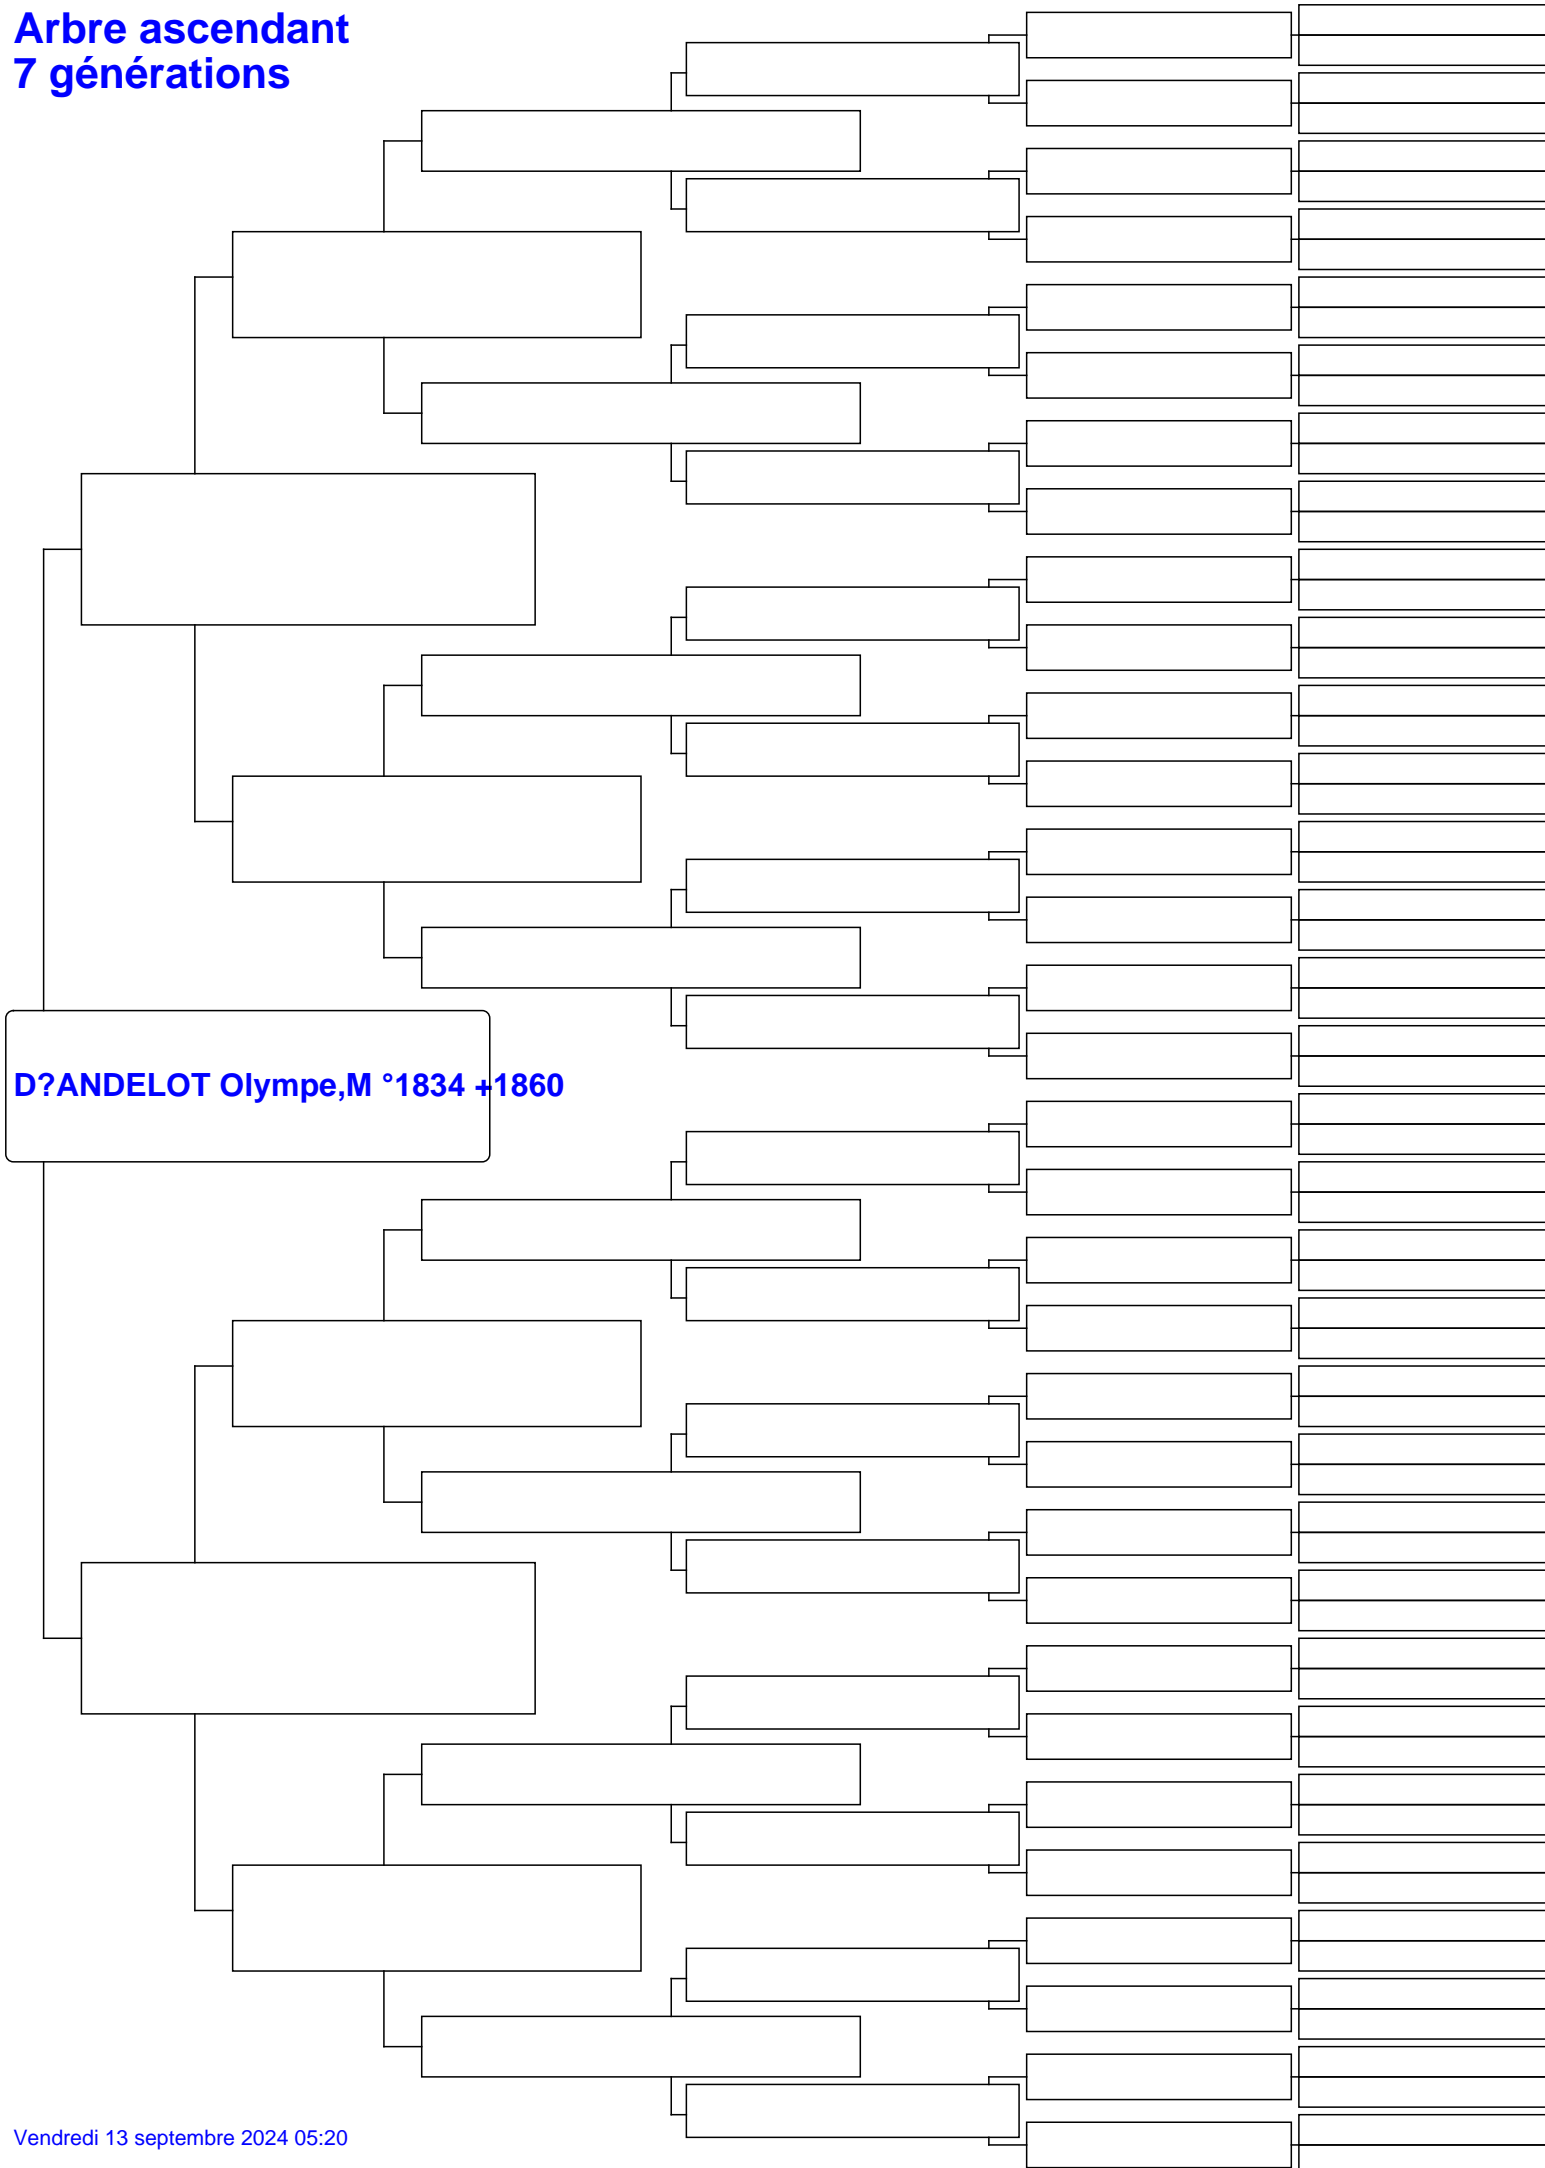 Arbre ascendant
7 générations
D?ANDELOT Olympe,M °1834 +1860
Vendredi 13 septembre 2024 05:20